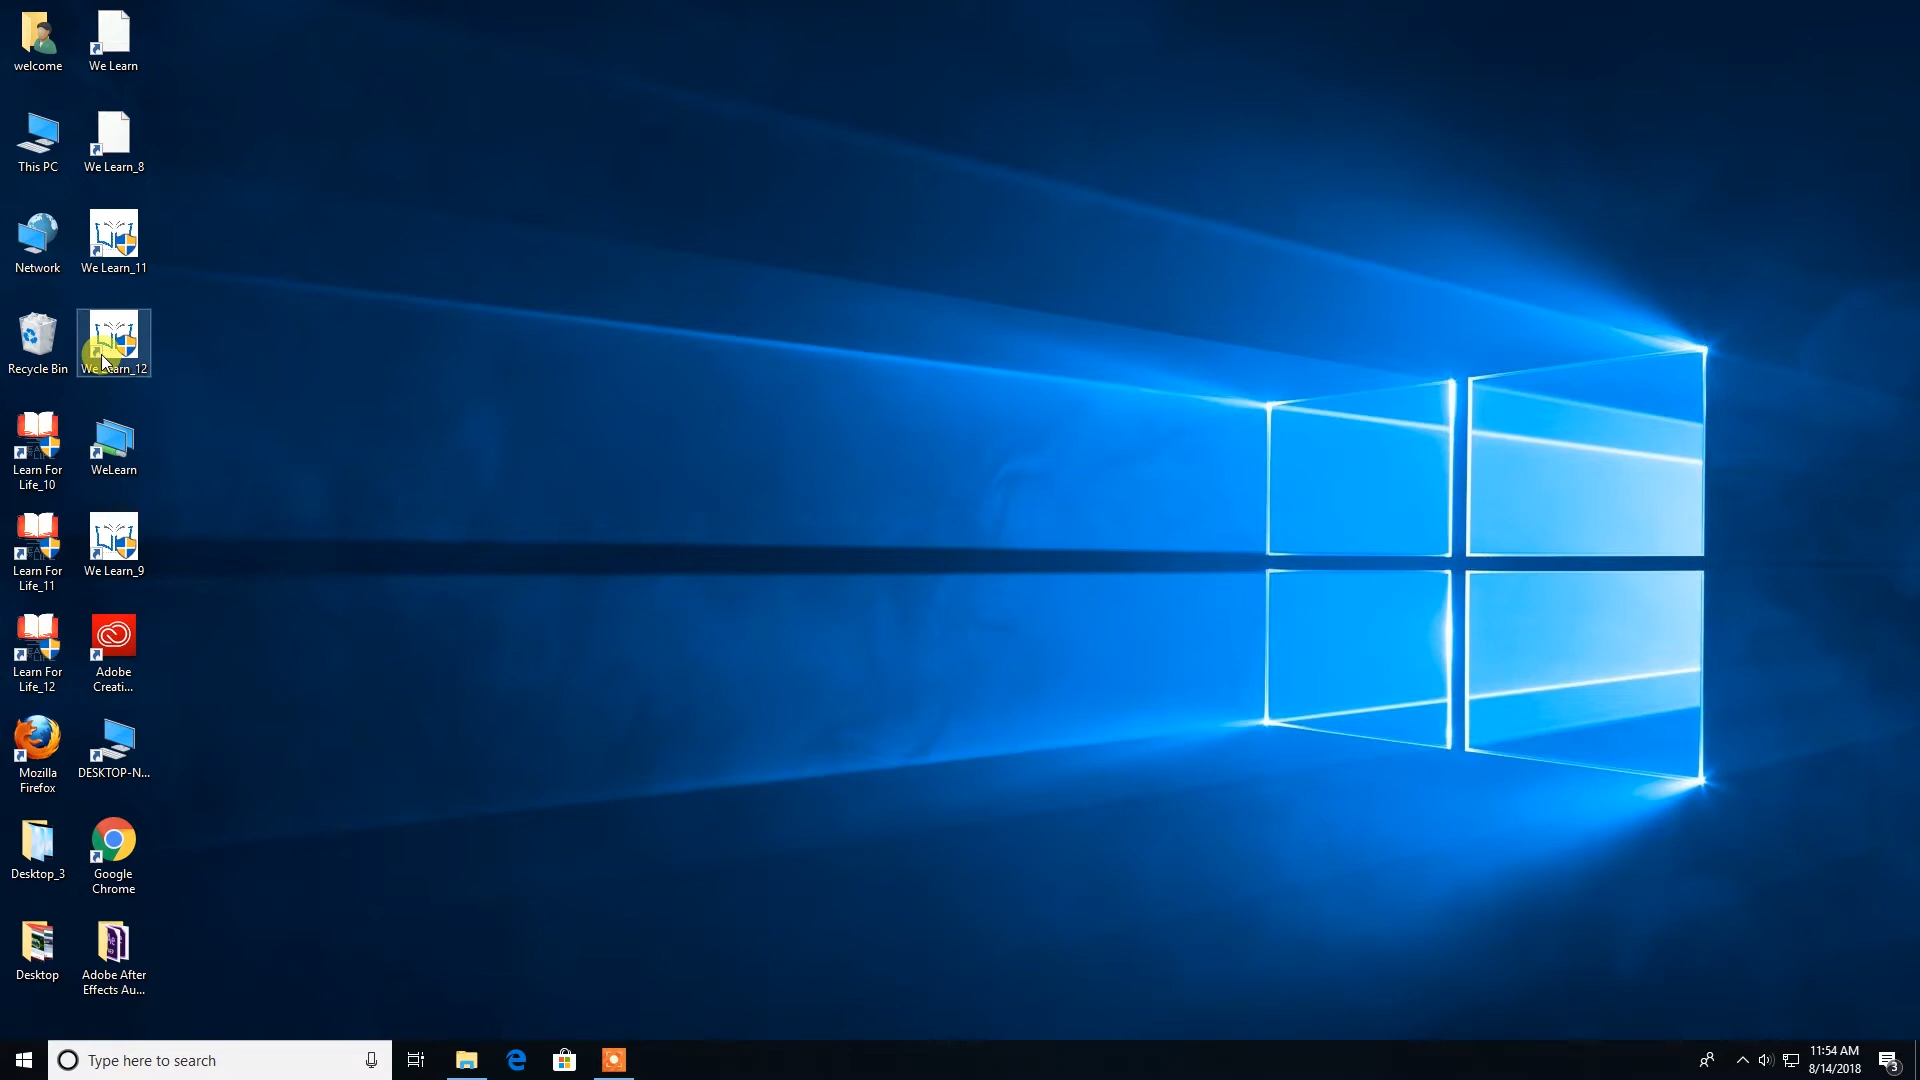 welcome
We Learn
This PC
We Learn_8
Network
We Learn_11
Recycle Bin
We Learn_12
Learn For
Life_10
WeLearn
Learn For
Life_11
We Learn_9
Learn For
Life_12
Adobe
Creati...
Mozilla
Firefox
DESKTOP-N...
Desktop_3
Google
Chrome
Desktop
Adobe After
Effects Au...
Type here to search
11:54 AM
8/14/2018
3